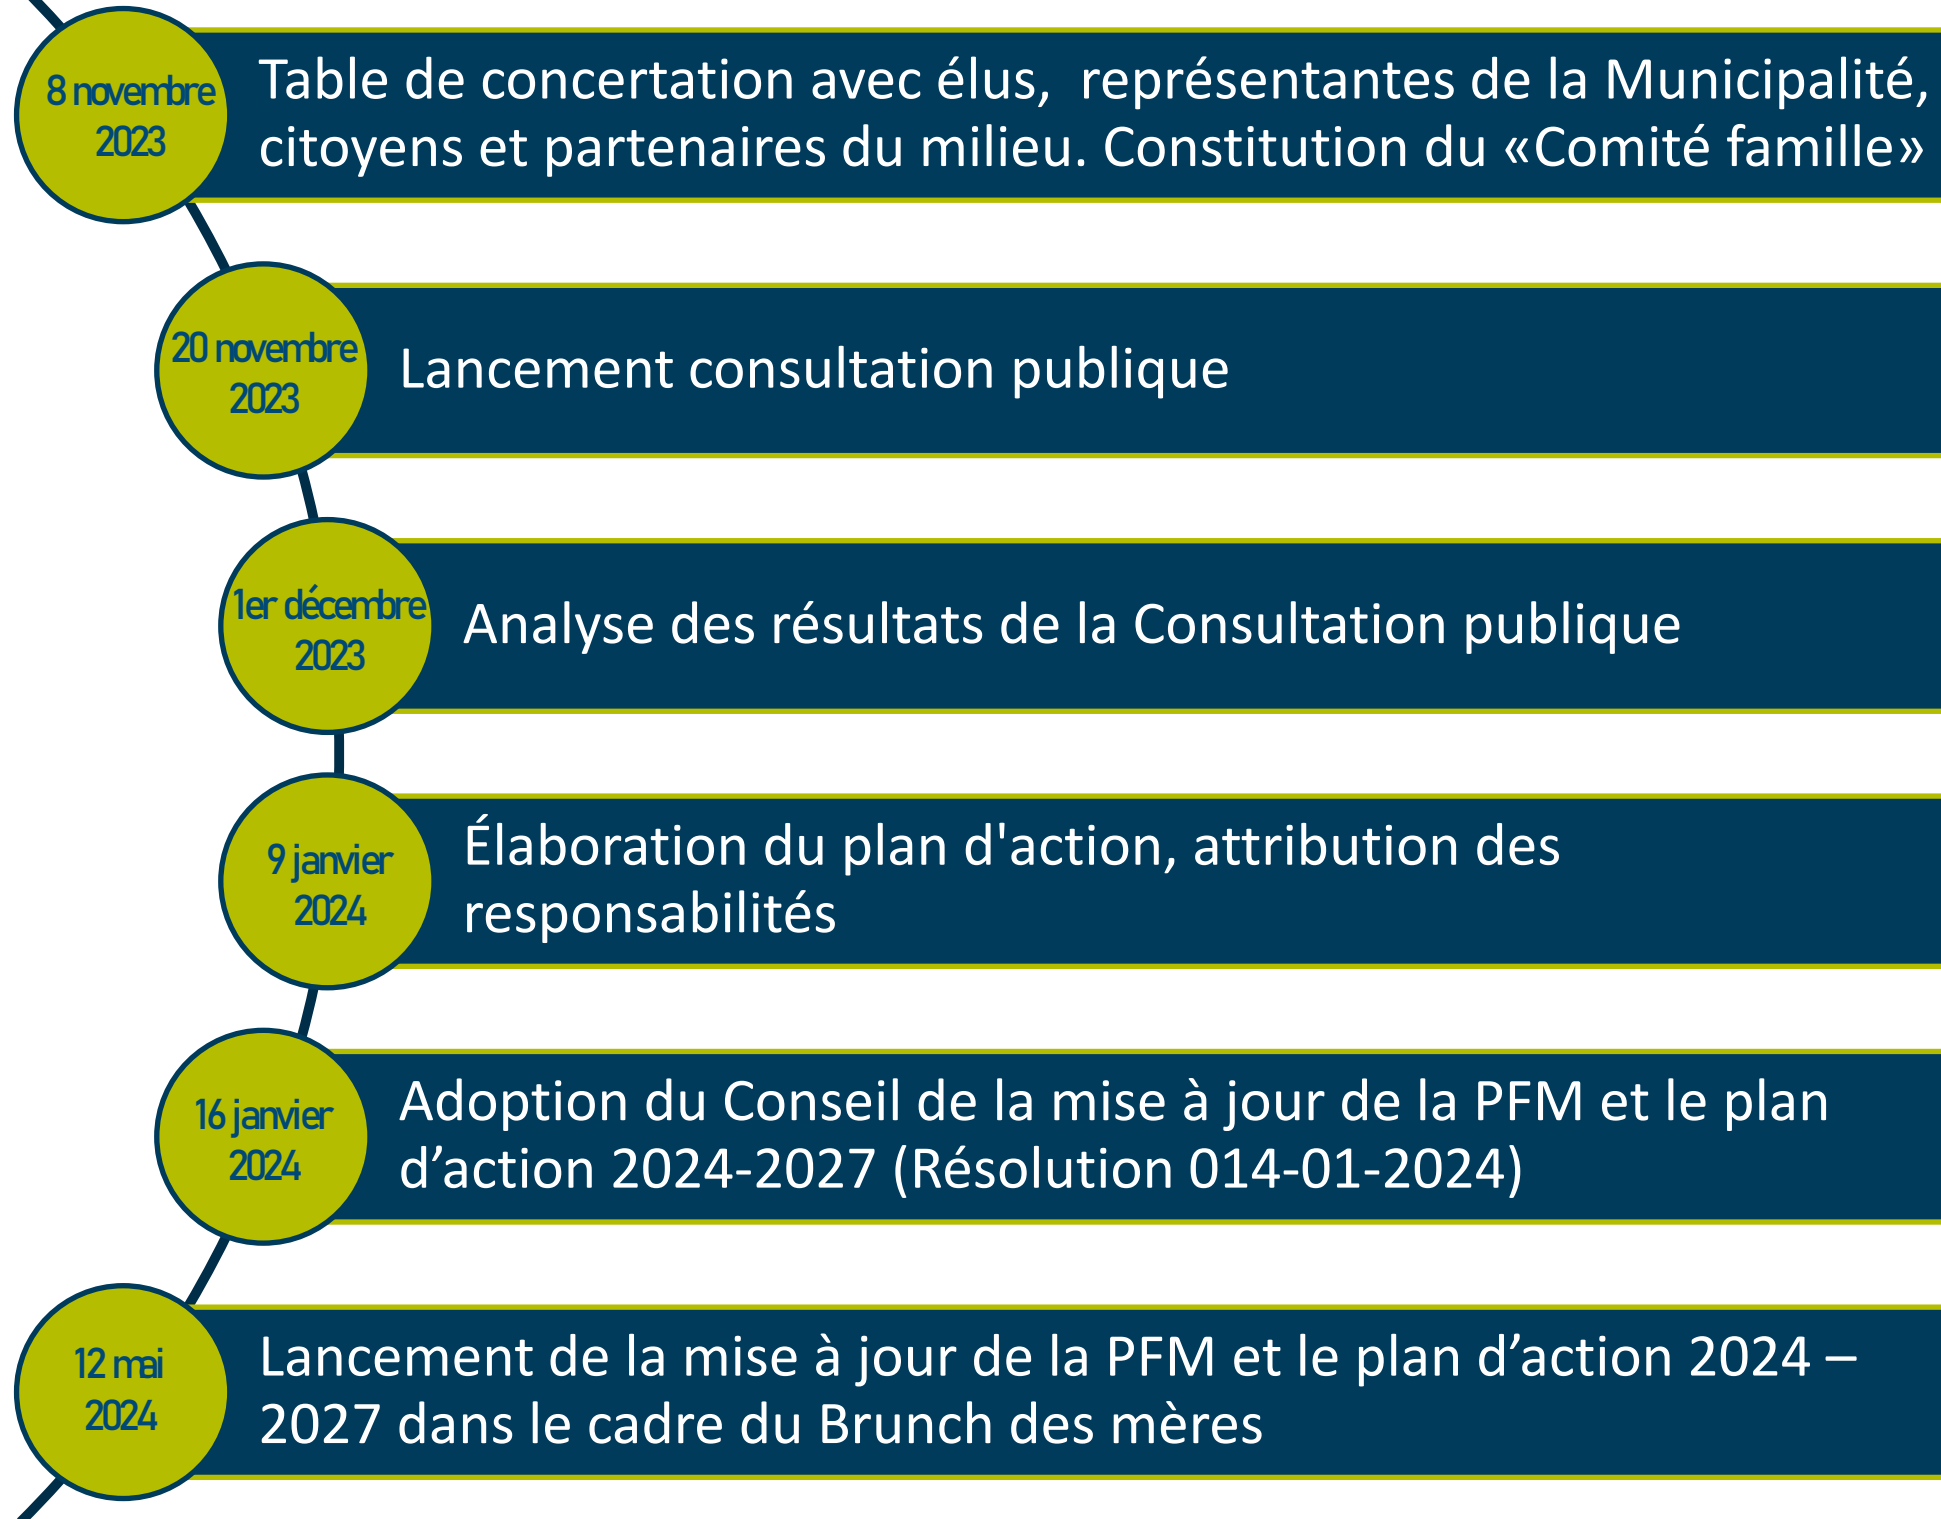 8 novembre
2023
Table de concertation avec élus,  représentantes de la Municipalité,
citoyens et partenaires du milieu. Constitution du «Comité famille»
20 novembre
2023
Lancement consultation publique
1er décembre
2023
Analyse des résultats de la Consultation publique
9 janvier
2024
Élaboration du plan d'action, attribution des
responsabilités
16 janvier
2024
Adoption du Conseil de la mise à jour de la PFM et le plan
d’action 2024-2027 (Résolution 014-01-2024)
12 mai
2024
Lancement de la mise à jour de la PFM et le plan d’action 2024 –
2027 dans le cadre du Brunch des mères